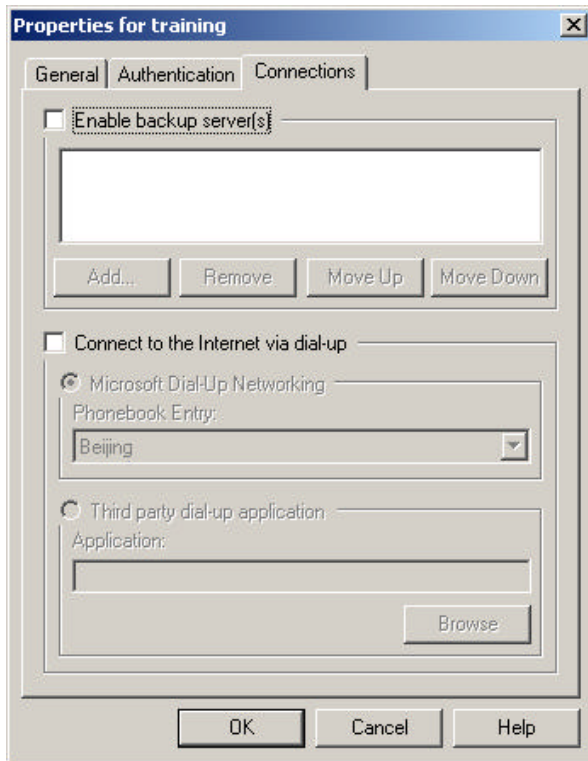 Properties for training
General Authentication Connections
Enable backup server(s)
Add... Remove Move Up Move Down
Connect to the Internet via dial-up
Microsoft Dial-Up Networking
Phonebook Entry:
Beijing
Third party dial-up application
Application:
Browse
OK Cancel Help